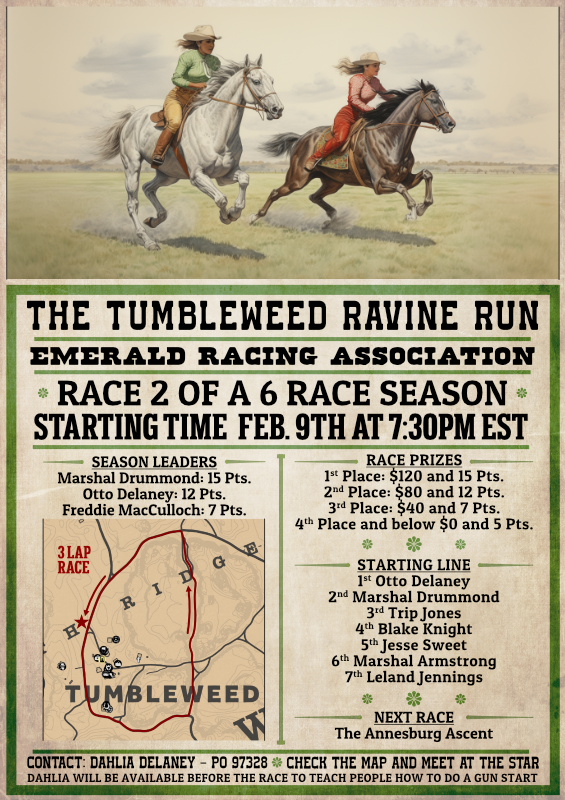 THE TUMBLEWEED RAVINE RUN
EMERALD RACING ASSOCIATION
RACE 2 OF A 6 RACE SEASON
STARTING TIME FEB. 9TH AT 7:30PM EST
SEASON LEADERS
Marshal Drummond: 15 Pts.
Otto Delaney: 12 Pts.
Freddie MacCulloch: 7 Pts.
3 LAP
RACE
H RIDGE
TUMBLEWEED
W
RACE PRIZES
1st Place: $120 and 15 Pts.
2nd Place: $80 and 12 Pts.
3rd Place: $40 and 7 Pts.
4th Place and below $0 and 5 Pts.
STARTING LINE
1st Otto Delaney
2nd Marshal Drummond
3rd Trip Jones
4th Blake Knight
5th Jesse Sweet
6th Marshal Armstrong
7th Leland Jennings
NEXT RACE
The Annesburg Ascent
CONTACT: DAHLIA DELANEY - PO 97328 CHECK THE MAP AND MEET AT THE STAR
DAHLIA WILL BE AVAILABLE BEFORE THE RACE TO TEACH PEOPLE HOW TO DO A GUN START